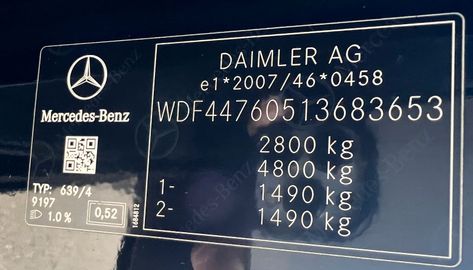 DAIMLER AG
e1*2007/46*0458
WDF44760513683653
2800 kg
4800 kg
1- 1490 kg
2- 1490 kg
Mercedes-Benz
TYP: 639/4
9197
1.0 % 0,52
1684812